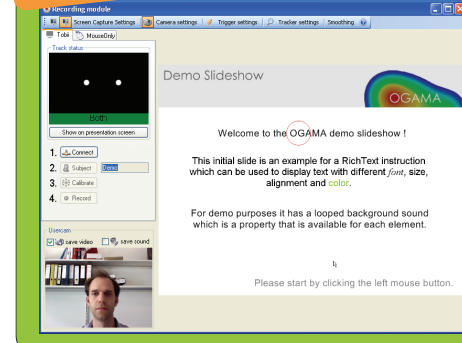 Recording module
Screen Capture Settings Camera settings Trigger settings Tracker settings Smoothing
Tobii MouseOnly
Track status
Both
Show on presentation screen
1. Connect
2. Subject Demo
3. Calibrate
4. Record
Usercam
save video save sound
Demo Slideshow
OGAMA
Welcome to the OGAMA demo slideshow !
This initial slide is an example for a RichText instruction
which can be used to display text with different font, size,
alignment and color.
For demo purposes it has a looped background sound
which is a property that is available for each element.
Please start by clicking the left mouse button.